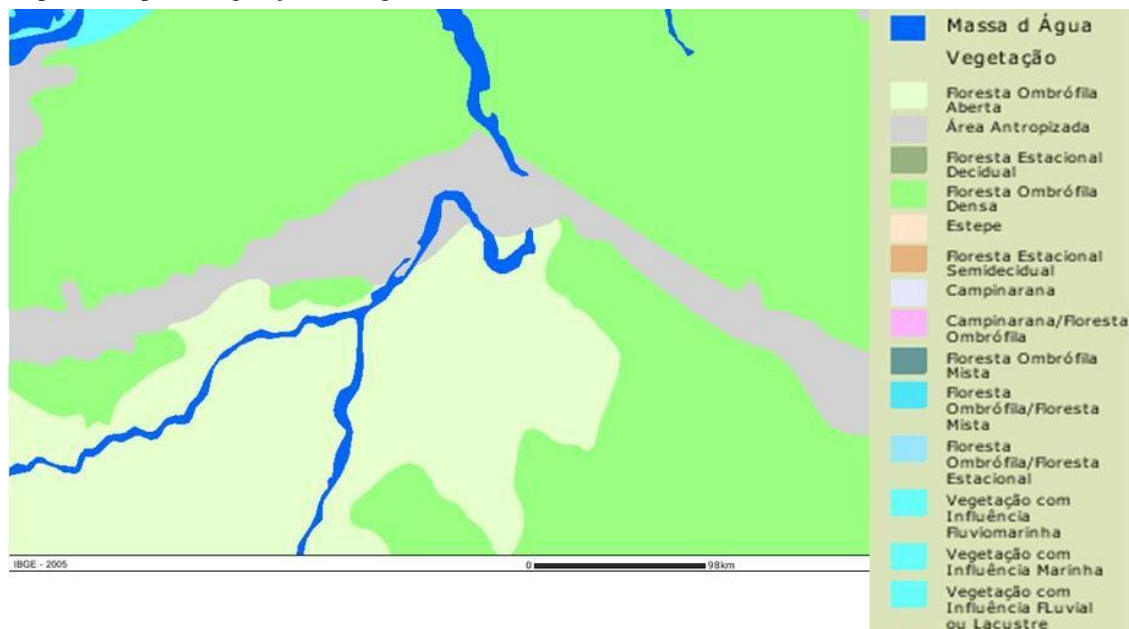 Massa d Água
Vegetação
Floresta Ombrófila
Aberta
Área Antropizada
Floresta Estacional
Decidual
Floresta Ombrófila
Densa
Estepe
Floresta Estacional
Semidecidual
Campinarana
Campinarana/Floresta
Ombrófila
Floresta Ombrófila
Mista
Floresta
Ombrófila/Floresta
Mista
Floresta
Ombrófila/Floresta
Estacional
Vegetação com
Influência
Fluviomarinha
Vegetação com
Influência Marinha
Vegetação com
Influência FLuvial
ou Lacustre
IBGE - 2005
0 98km